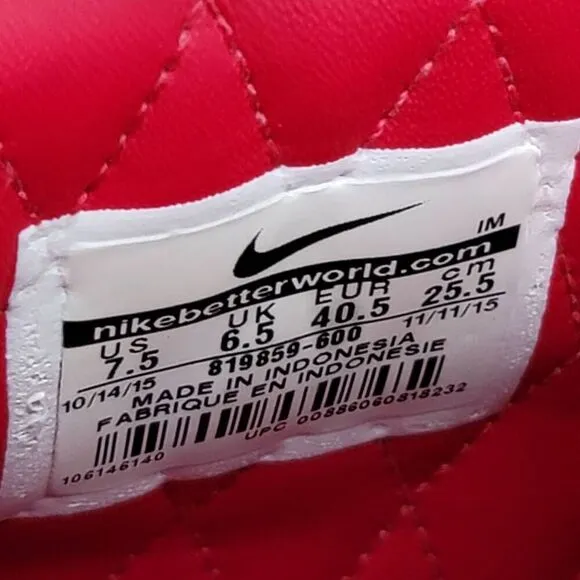 IM
nikebetterworld.com
US UK EUR cm
7.5 6.5 40.5 25.5
10/14/15 819859-600 11/11/15
MADE IN INDONESIA
FABRIQUE EN INDONÉSIE
106146140 UPC 00886060818232